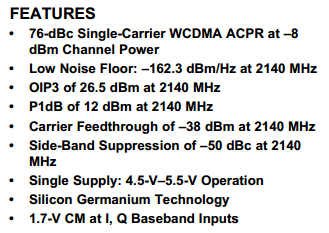 FEATURES
• 76-dBc Single-Carrier WCDMA ACPR at –8
dBm Channel Power
• Low Noise Floor: –162.3 dBm/Hz at 2140 MHz
• OIP3 of 26.5 dBm at 2140 MHz
• P1dB of 12 dBm at 2140 MHz
• Carrier Feedthrough of –38 dBm at 2140 MHz
• Side-Band Suppression of –50 dBc at 2140
MHz
• Single Supply: 4.5-V–5.5-V Operation
• Silicon Germanium Technology
• 1.7-V CM at I, Q Baseband Inputs